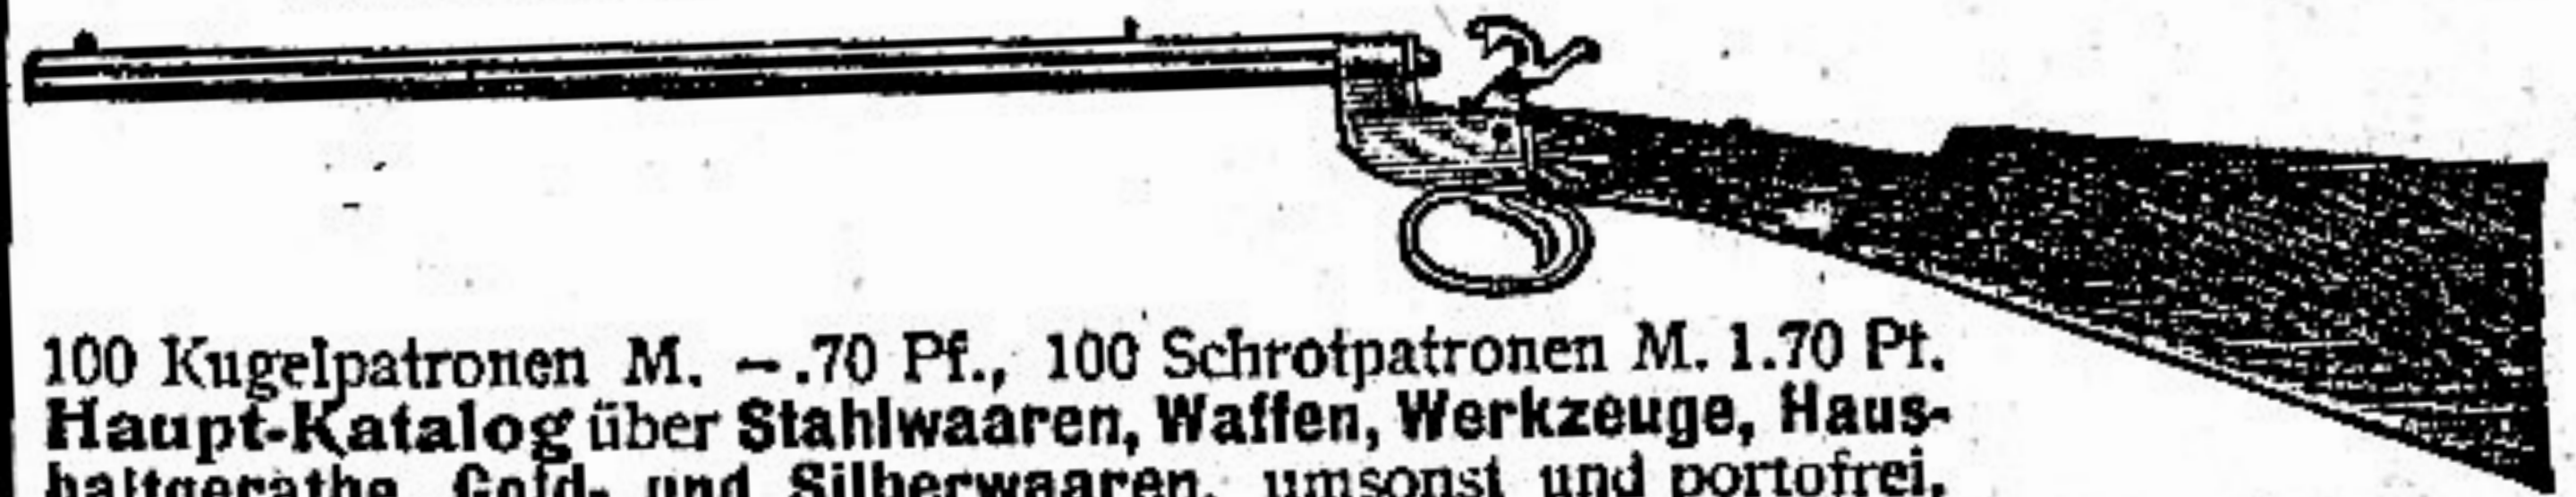 100 Kugelpatronen M. –.70 Pf., 100 Schrotpatronen M. 1.70 Pf.
Haupt-Katalog über Stahlwaaren, Waffen, Werkzeuge, Haus-
haltgeräthe, Gold- und Silberwaaren, umsonst und portofrei.